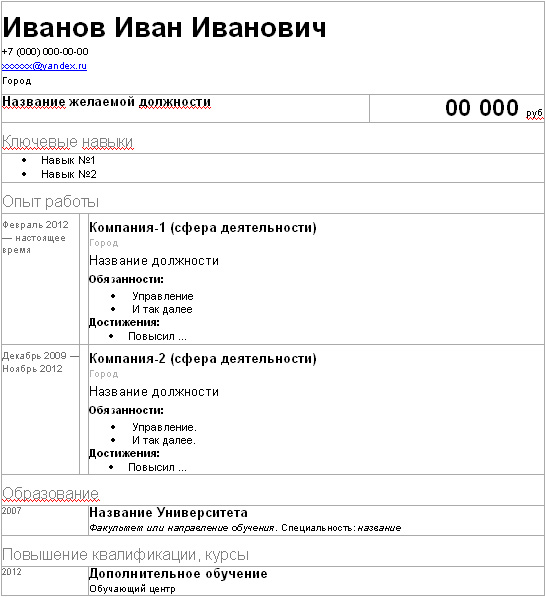 Иванов Иван Иванович
+7 (000) 000-00-00
xxxxxx@yandex.ru
Город
Название желаемой должности
00 000 руб
Ключевые навыки
• Навык №1
• Навык №2
Опыт работы
Февраль 2012
— настоящее
время
Компания-1 (сфера деятельности)
Город
Название должности
Обязанности:
• Управление
• И так далее
Достижения:
• Повысил ...
Декабрь 2009 —
Ноябрь 2012
Компания-2 (сфера деятельности)
Город
Название должности
Обязанности:
• Управление.
• И так далее.
Достижения:
• Повысил ...
Образование
2007
Название Университета
Факультет или направление обучения. Специальность: название
Повышение квалификации, курсы
2012
Дополнительное обучение
Обучающий центр